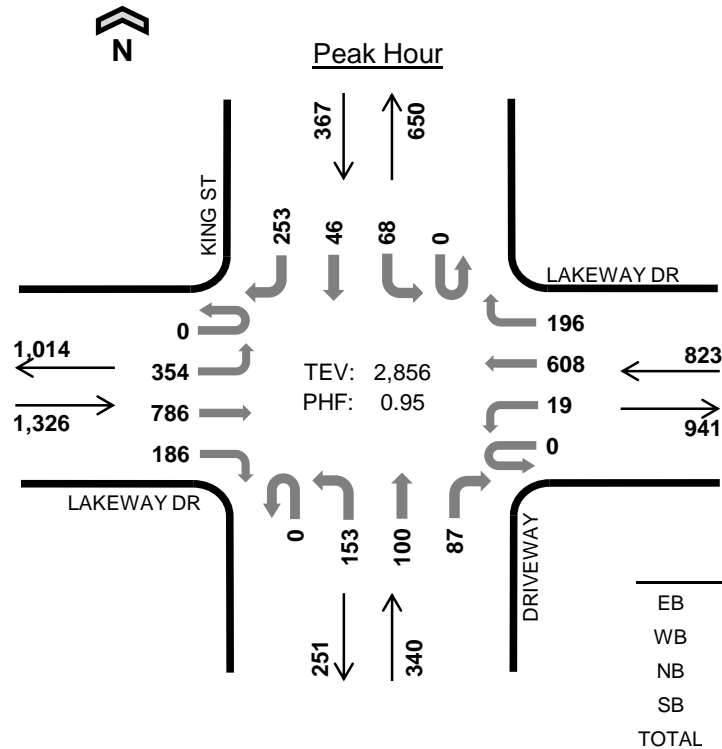 N
Peak Hour
367
650
KING ST
253
46
68
0
LAKEWAY DR
0
196
1,014
354
TEV: 2,856
608
823
1,326
786
PHF: 0.95
19
941
186
0
LAKEWAY DR
0
153
100
87
DRIVEWAY
251
340
EB
WB
NB
SB
TOTAL